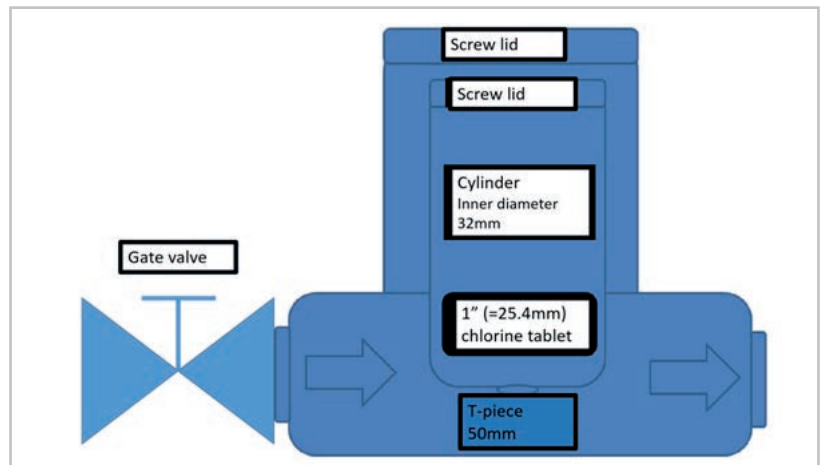 Screw lid
Screw lid
Cylinder
Inner diameter
32mm
Gate valve
1” (=25.4mm)
chlorine tablet
T-piece
50mm